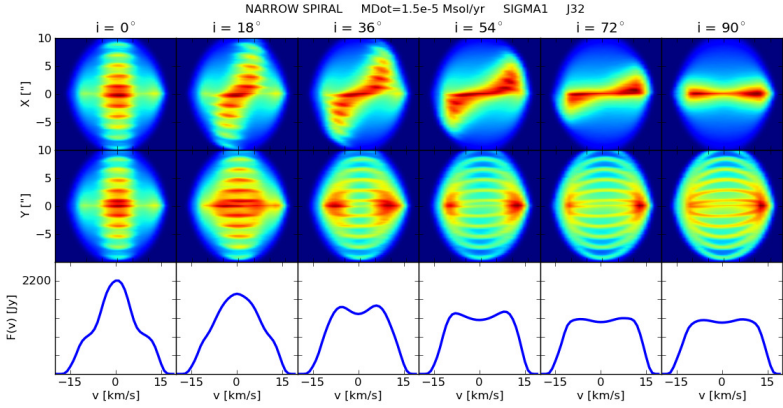 NARROW SPIRAL MDot=1.5e-5 Msol/yr SIGMA1 J32
i = 0° i = 18° i = 36° i = 54° i = 72° i = 90°
10
5
X ["] 0
−5
10
5
Y ["] 0
−5
2200
F(v) [Jy]
−15 0 15 −15 0 15 −15 0 15 −15 0 15 −15 0 15 −15 0 15
v [km/s] v [km/s] v [km/s] v [km/s] v [km/s] v [km/s]